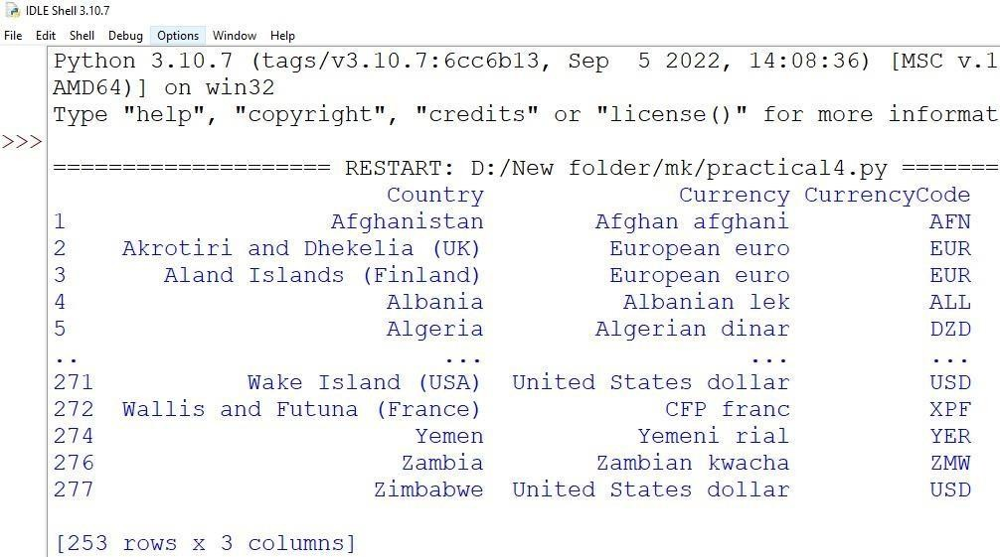 IDLE Shell 3.10.7
File Edit Shell Debug Options Window Help
Python 3.10.7 (tags/v3.10.7:6cc6b13, Sep  5 2022, 14:08:36) [MSC v.1
AMD64)] on win32
Type "help", "copyright", "credits" or "license()" for more informat
>>>
==================== RESTART: D:/New folder/mk/practical4.py =======
Country Currency CurrencyCode
1 Afghanistan Afghan afghani AFN
2 Akrotiri and Dhekelia (UK) European euro EUR
3 Aland Islands (Finland) European euro EUR
4 Albania Albanian lek ALL
5 Algeria Algerian dinar DZD
.. ... ... ...
271 Wake Island (USA) United States dollar USD
272 Wallis and Futuna (France) CFP franc XPF
274 Yemen Yemeni rial YER
276 Zambia Zambian kwacha ZMW
277 Zimbabwe United States dollar USD
[253 rows x 3 columns]